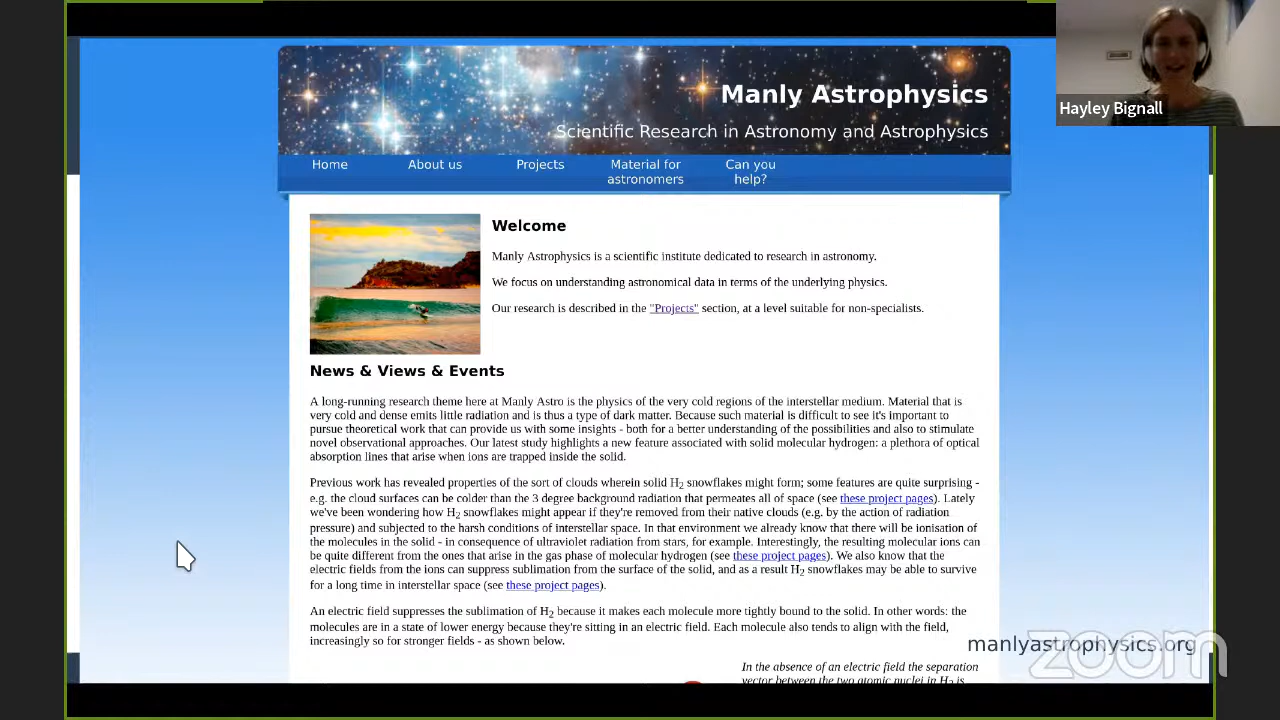 Manly Astrophysics
Scientific Research in Astronomy and Astrophysics
Hayley Bignall
Home About us Projects Material for astronomers Can you help?
Welcome
Manly Astrophysics is a scientific institute dedicated to research in astronomy.
We focus on understanding astronomical data in terms of the underlying physics.
Our research is described in the "Projects" section, at a level suitable for non-specialists.
News & Views & Events
A long-running research theme here at Manly Astro is the physics of the very cold regions of the interstellar medium. Material that is
very cold and dense emits little radiation and is thus a type of dark matter. Because such material is difficult to see it's important to
pursue theoretical work that can provide us with some insights - both for a better understanding of the possibilities and also to stimulate
novel observational approaches. Our latest study highlights a new feature associated with solid molecular hydrogen: a plethora of optical
absorption lines that arise when ions are trapped inside the solid.
Previous work has revealed properties of the sort of clouds wherein solid H2 snowflakes might form; some features are quite surprising -
e.g. the cloud surfaces can be colder than the 3 degree background radiation that permeates all of space (see these project pages). Lately
we've been wondering how H2 snowflakes might appear if they're removed from their native clouds (e.g. by the action of radiation
pressure) and subjected to the harsh conditions of interstellar space. In that environment we already know that there will be ionisation of
the molecules in the solid - in consequence of ultraviolet radiation from stars, for example. Interestingly, the resulting molecular ions can
be quite different from the ones that arise in the gas phase of molecular hydrogen (see these project pages). We also know that the
electric fields from the ions can suppress sublimation from the surface of the solid, and as a result H2 snowflakes may be able to survive
for a long time in interstellar space (see these project pages).
An electric field suppresses the sublimation of H2 because it makes each molecule more tightly bound to the solid. In other words: the
molecules are in a state of lower energy because they're sitting in an electric field. Each molecule also tends to align with the field,
increasingly so for stronger fields - as shown below.
manlyastrophysics.org
zoom
In the absence of an electric field the separation
vector between the two atomic nuclei in H2 is